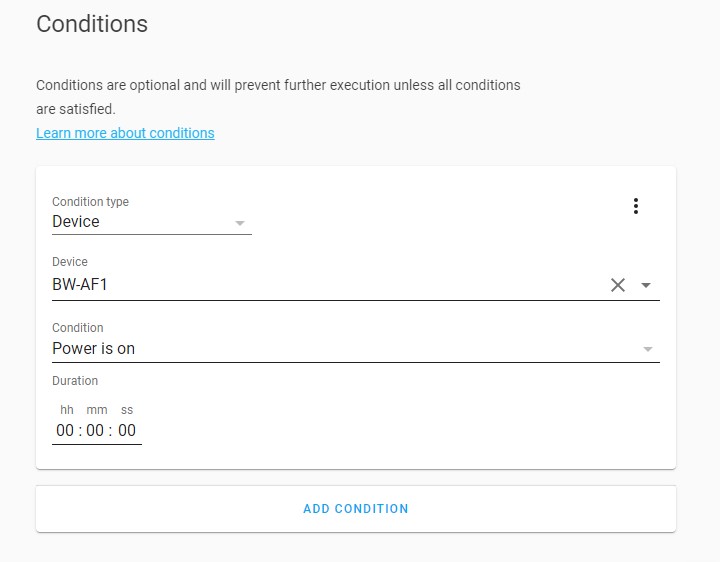 Conditions
Conditions are optional and will prevent further execution unless all conditions
are satisfied.
Learn more about conditions
Condition type
Device
Device
BW-AF1
Condition
Power is on
Duration
hh mm ss
00 : 00 : 00
ADD CONDITION